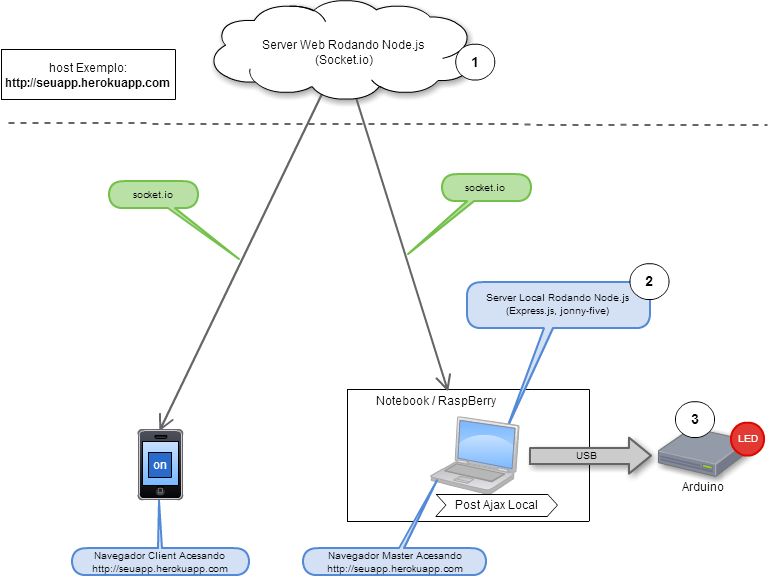 Server Web Rodando Node.js
(Socket.io)
1
host Exemplo:
http://seuapp.herokuapp.com
socket.io
socket.io
2
Server Local Rodando Node.js
(Express.js, jonny-five)
Notebook / RaspBerry
3
LED
on
USB
Arduino
Post Ajax Local
Navegador Client Acesando
http://seuapp.herokuapp.com
Navegador Master Acesando
http://seuapp.herokuapp.com